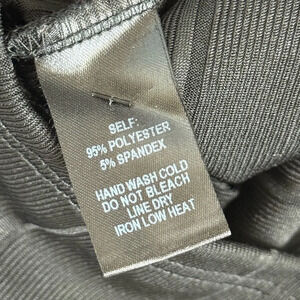 SELF:
95% POLYESTER
5% SPANDEX
HAND WASH COLD
DO NOT BLEACH
LINE DRY
IRON LOW HEAT